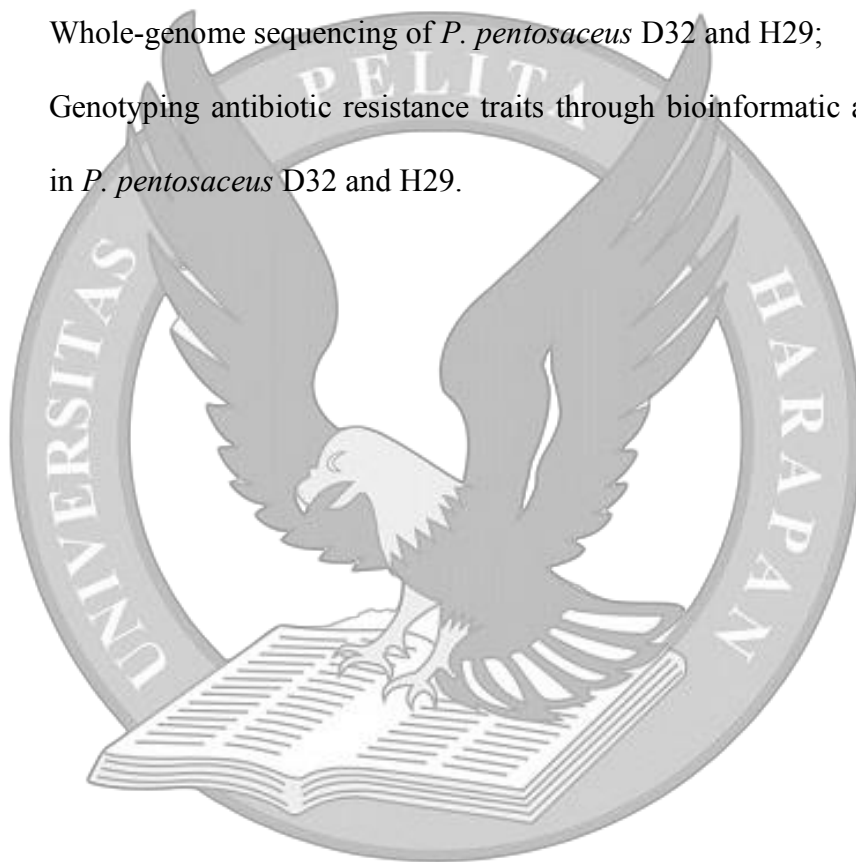 Whole-genome sequencing of P. pentosaceus D32 and H29;
Genotyping antibiotic resistance traits through bioinformatic
in P. pentosaceus D32 and H29.
UNIVERSITAS PELITA HARAPAN